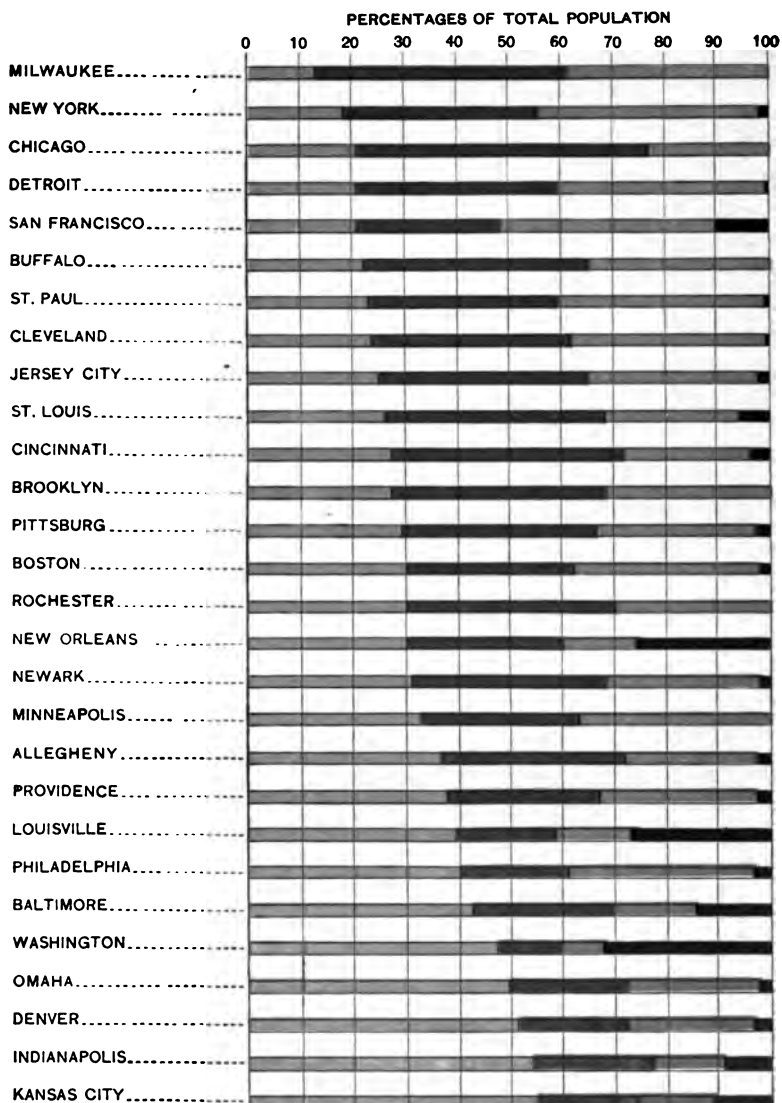 PERCENTAGES OF TOTAL POPULATION
0 10 20 30 40 50 60 70 80 90 100
MILWAUKEE
NEW YORK
CHICAGO
DETROIT
SAN FRANCISCO
BUFFALO
ST. PAUL
CLEVELAND
JERSEY CITY
ST. LOUIS
CINCINNATI
BROOKLYN
PITTSBURG
BOSTON
ROCHESTER
NEW ORLEANS
NEWARK
MINNEAPOLIS
ALLEGHENY
PROVIDENCE
LOUISVILLE
PHILADELPHIA
BALTIMORE
WASHINGTON
OMAHA
DENVER
INDIANAPOLIS
KANSAS CITY